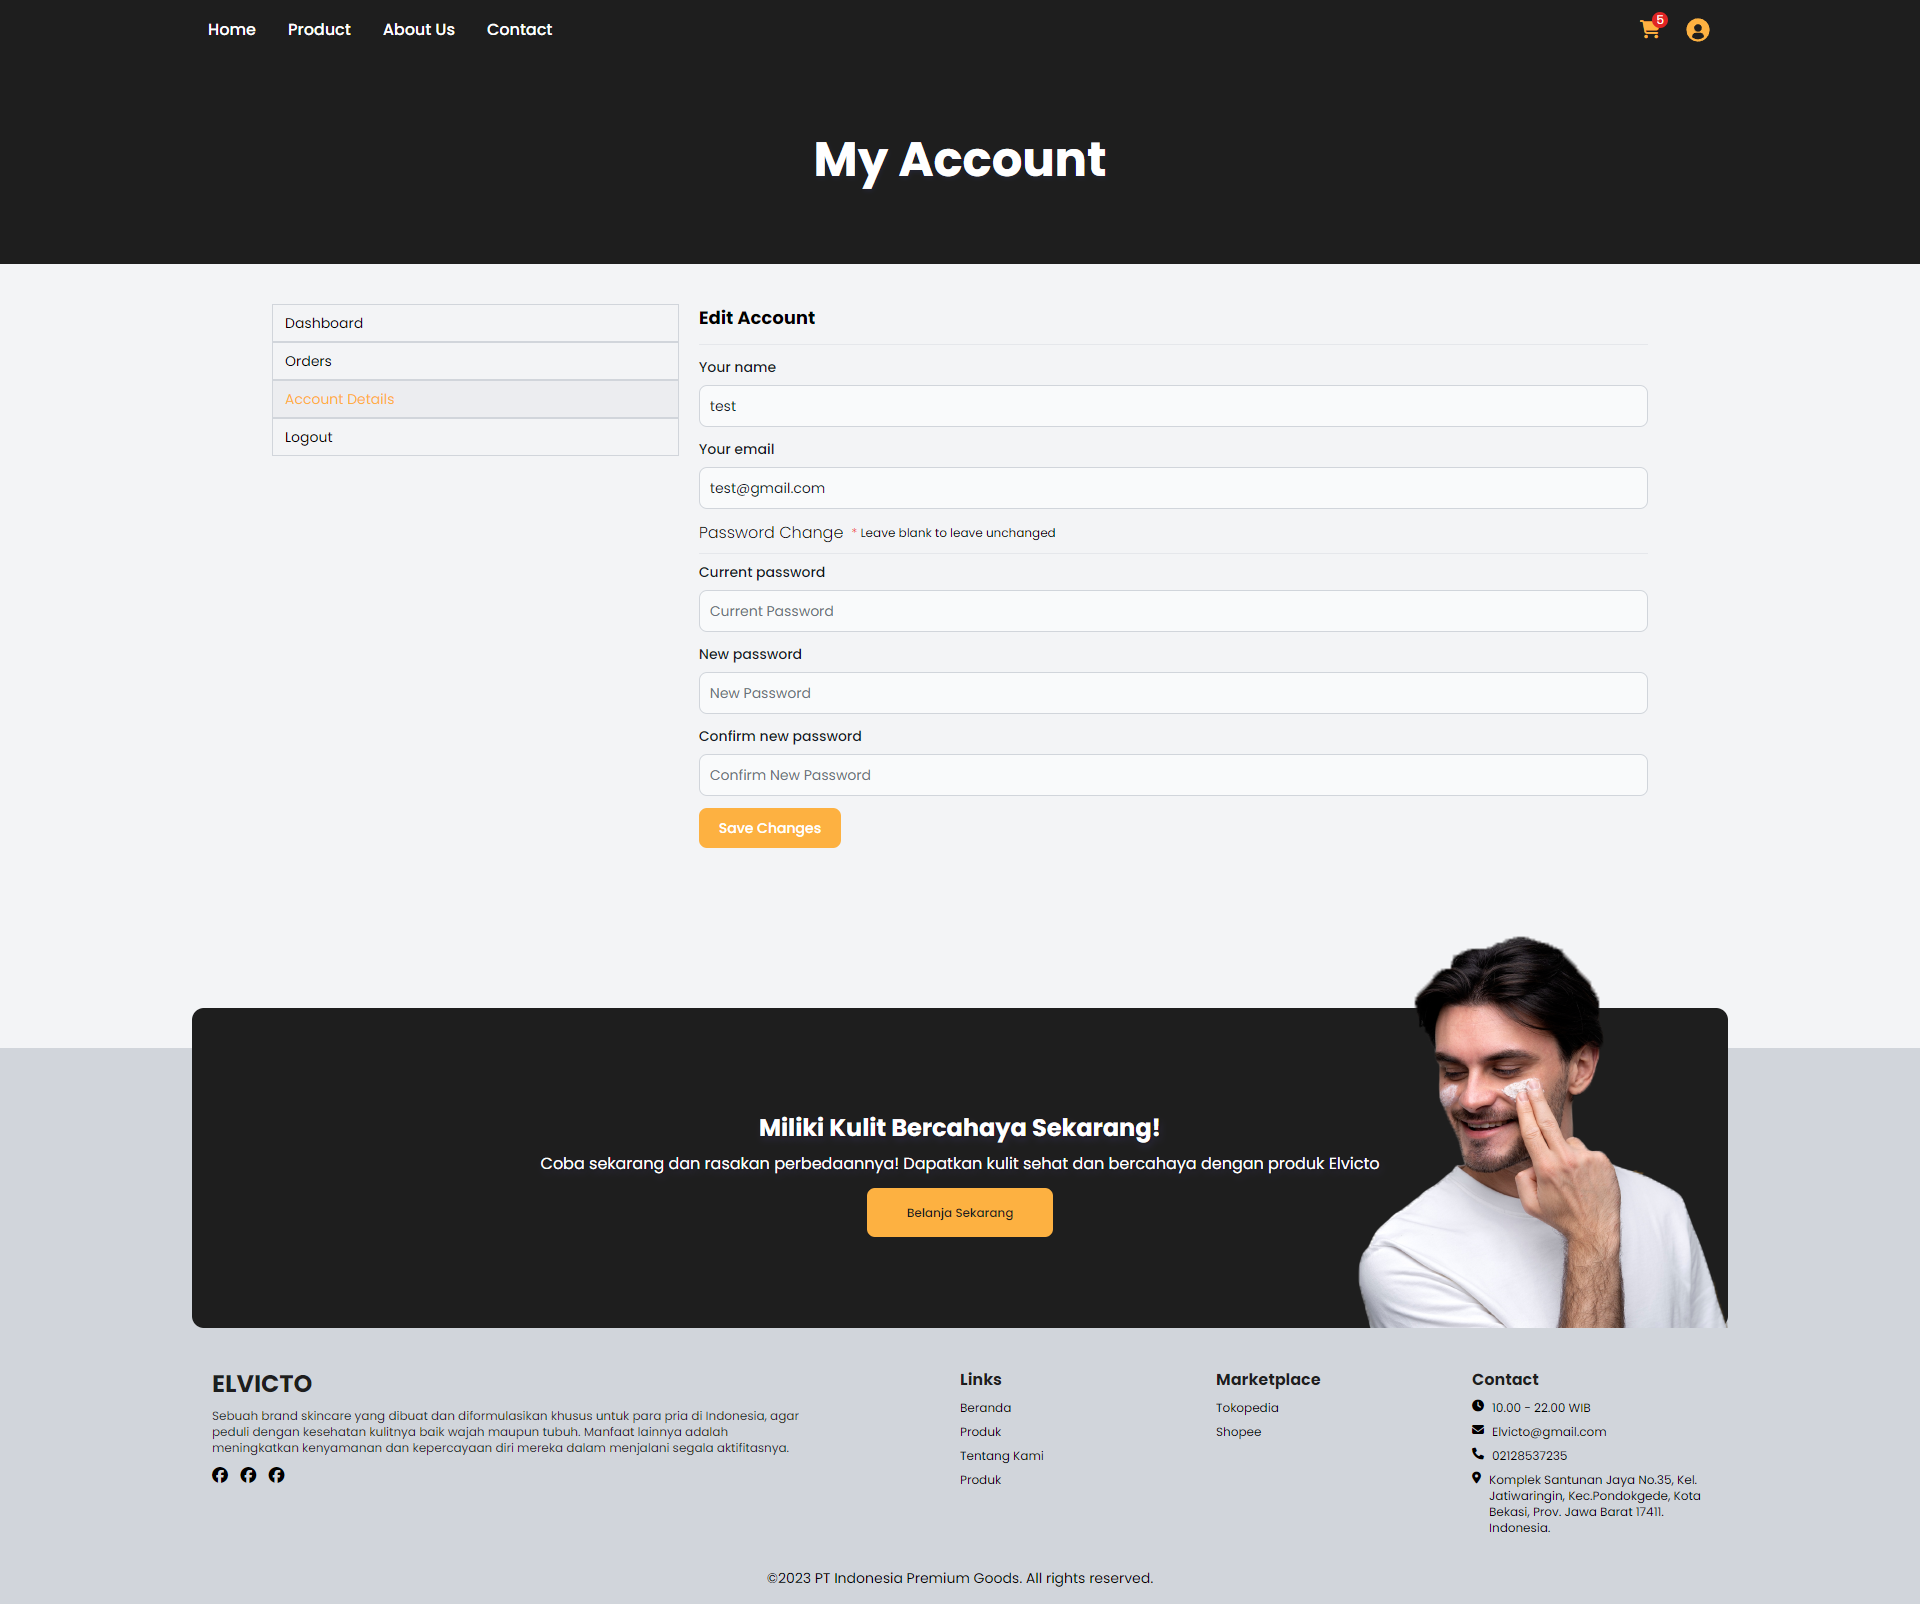 Home Product About Us Contact
5
My Account
Dashboard
Orders
Account Details
Logout
Edit Account
Your name
test
Your email
test@gmail.com
Password Change * Leave blank to leave unchanged
Current password
Current Password
New password
New Password
Confirm new password
Confirm New Password
Save Changes
Miliki Kulit Bercahaya Sekarang!
Coba sekarang dan rasakan perbedaannya! Dapatkan kulit sehat dan bercahaya dengan produk Elvicto
Belanja Sekarang
ELVICTO
Sebuah brand skincare yang dibuat dan diformulasikan khusus untuk para pria di Indonesia, agar
peduli dengan kesehatan kulitnya baik wajah maupun tubuh. Manfaat lainnya adalah
meningkatkan kenyamanan dan kepercayaan diri mereka dalam menjalani segala aktifitasnya.
Links
Beranda
Produk
Tentang Kami
Produk
Marketplace
Tokopedia
Shopee
Contact
10.00 - 22.00 WIB
Elvicto@gmail.com
02128537235
Komplek Santunan Jaya No.35, Kel.
Jatiwaringin, Kec.Pondokgede, Kota
Bekasi, Prov. Jawa Barat 17411.
Indonesia.
©2023 PT Indonesia Premium Goods. All rights reserved.